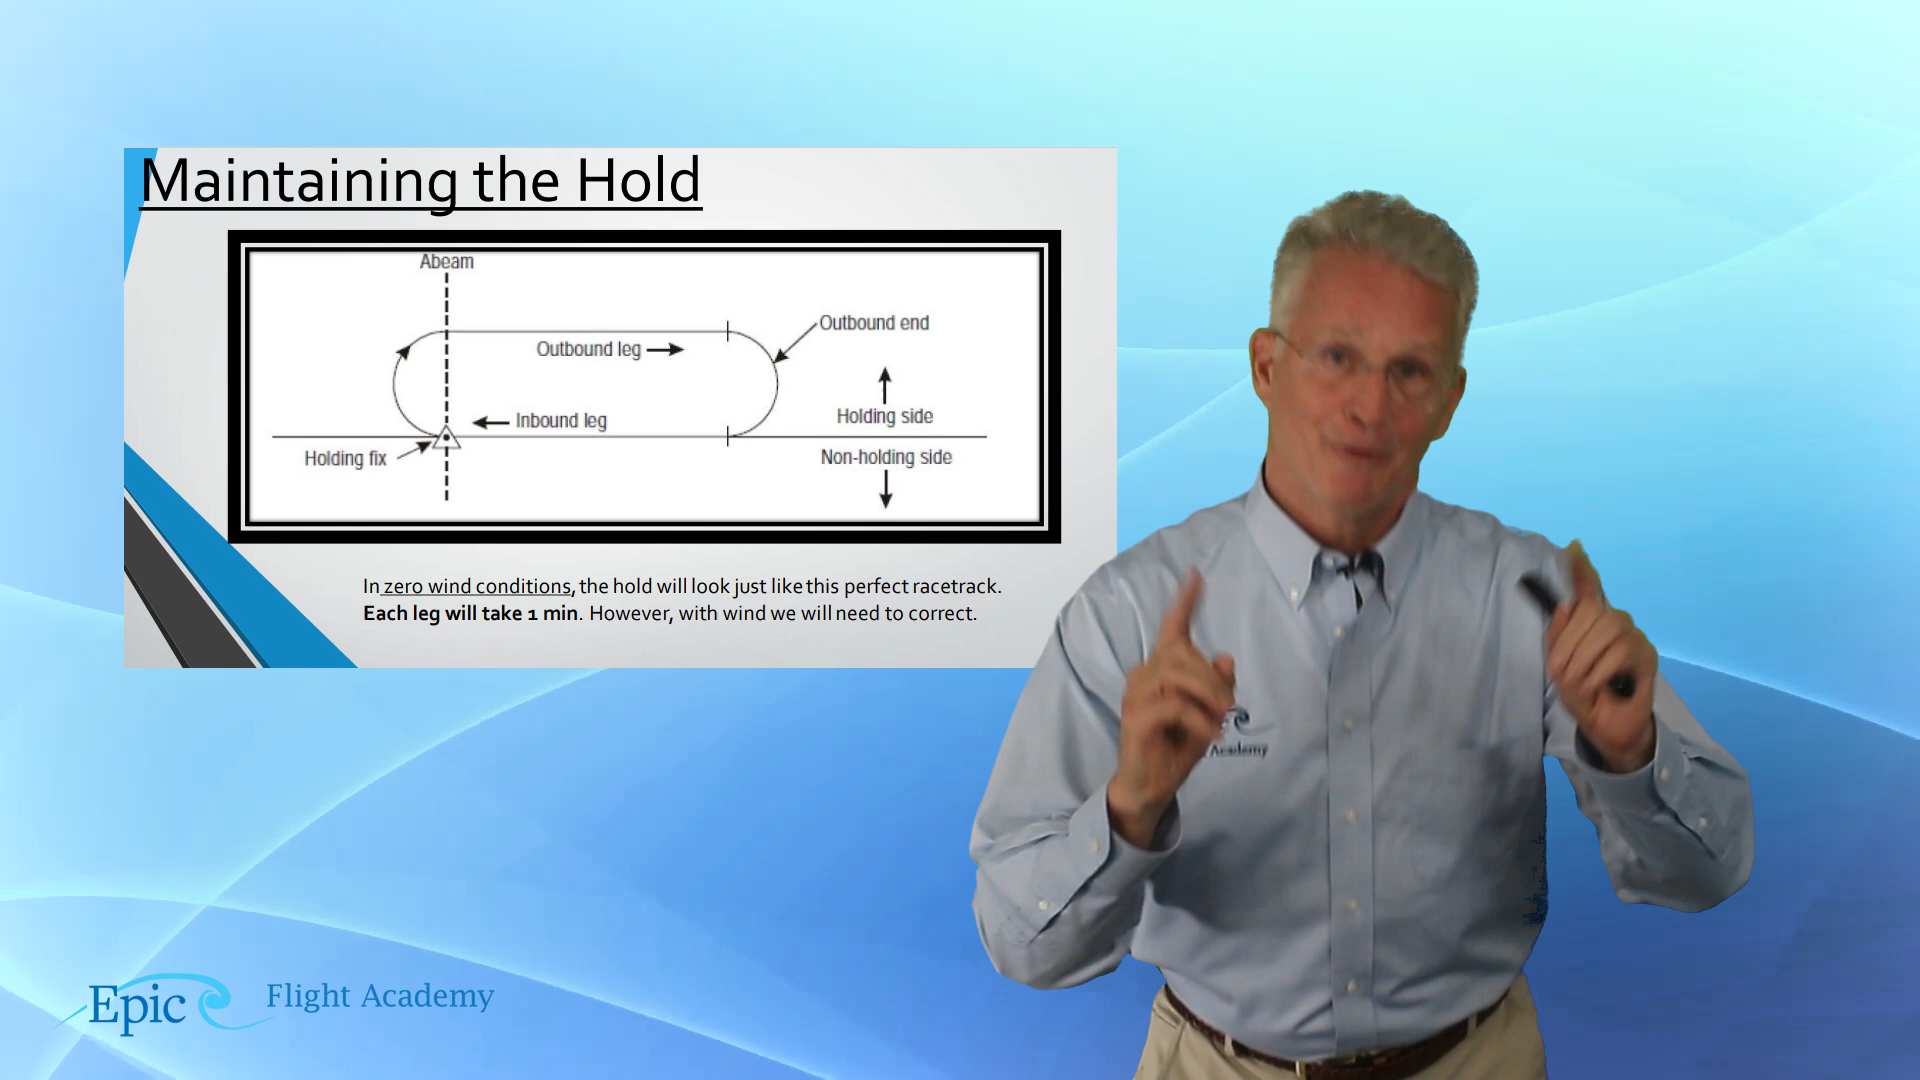 Maintaining the Hold
Abeam
Outbound end
Outbound leg
Holding side
Inbound leg
Holding fix
Non-holding side
In zero wind conditions, the hold will look just like this perfect racetrack.
Each leg will take 1 min. However, with wind we will need to correct.
Academy
Epic Flight Academy